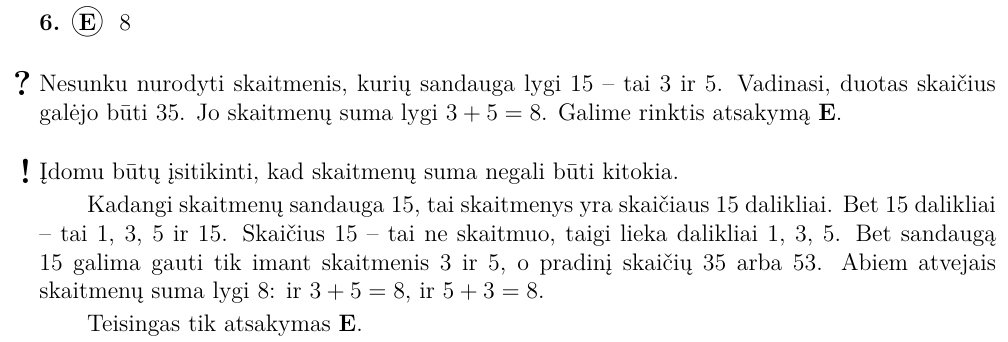 6. E 8
? Nesunku nurodyti skaitmenis, kurių sandauga lygi 15 – tai 3 ir 5. Vadinasi, duotas skaičius
galėjo būti 35. Jo skaitmenų suma lygi 3 + 5 = 8. Galime rinktis atsakymą E.
! Įdomu būtų įsitikinti, kad skaitmenų suma negali būti kitokia.
Kadangi skaitmenų sandauga 15, tai skaitmenys yra skaičiaus 15 dalikliai. Bet 15 dalikliai
– tai 1, 3, 5 ir 15. Skaičius 15 – tai ne skaitmuo, taigi lieka dalikliai 1, 3, 5. Bet sandaugą
15 galima gauti tik imant skaitmenis 3 ir 5, o pradinį skaičių 35 arba 53. Abiem atvejais
skaitmenų suma lygi 8: ir 3 + 5 = 8, ir 5 + 3 = 8.
Teisingas tik atsakymas E.